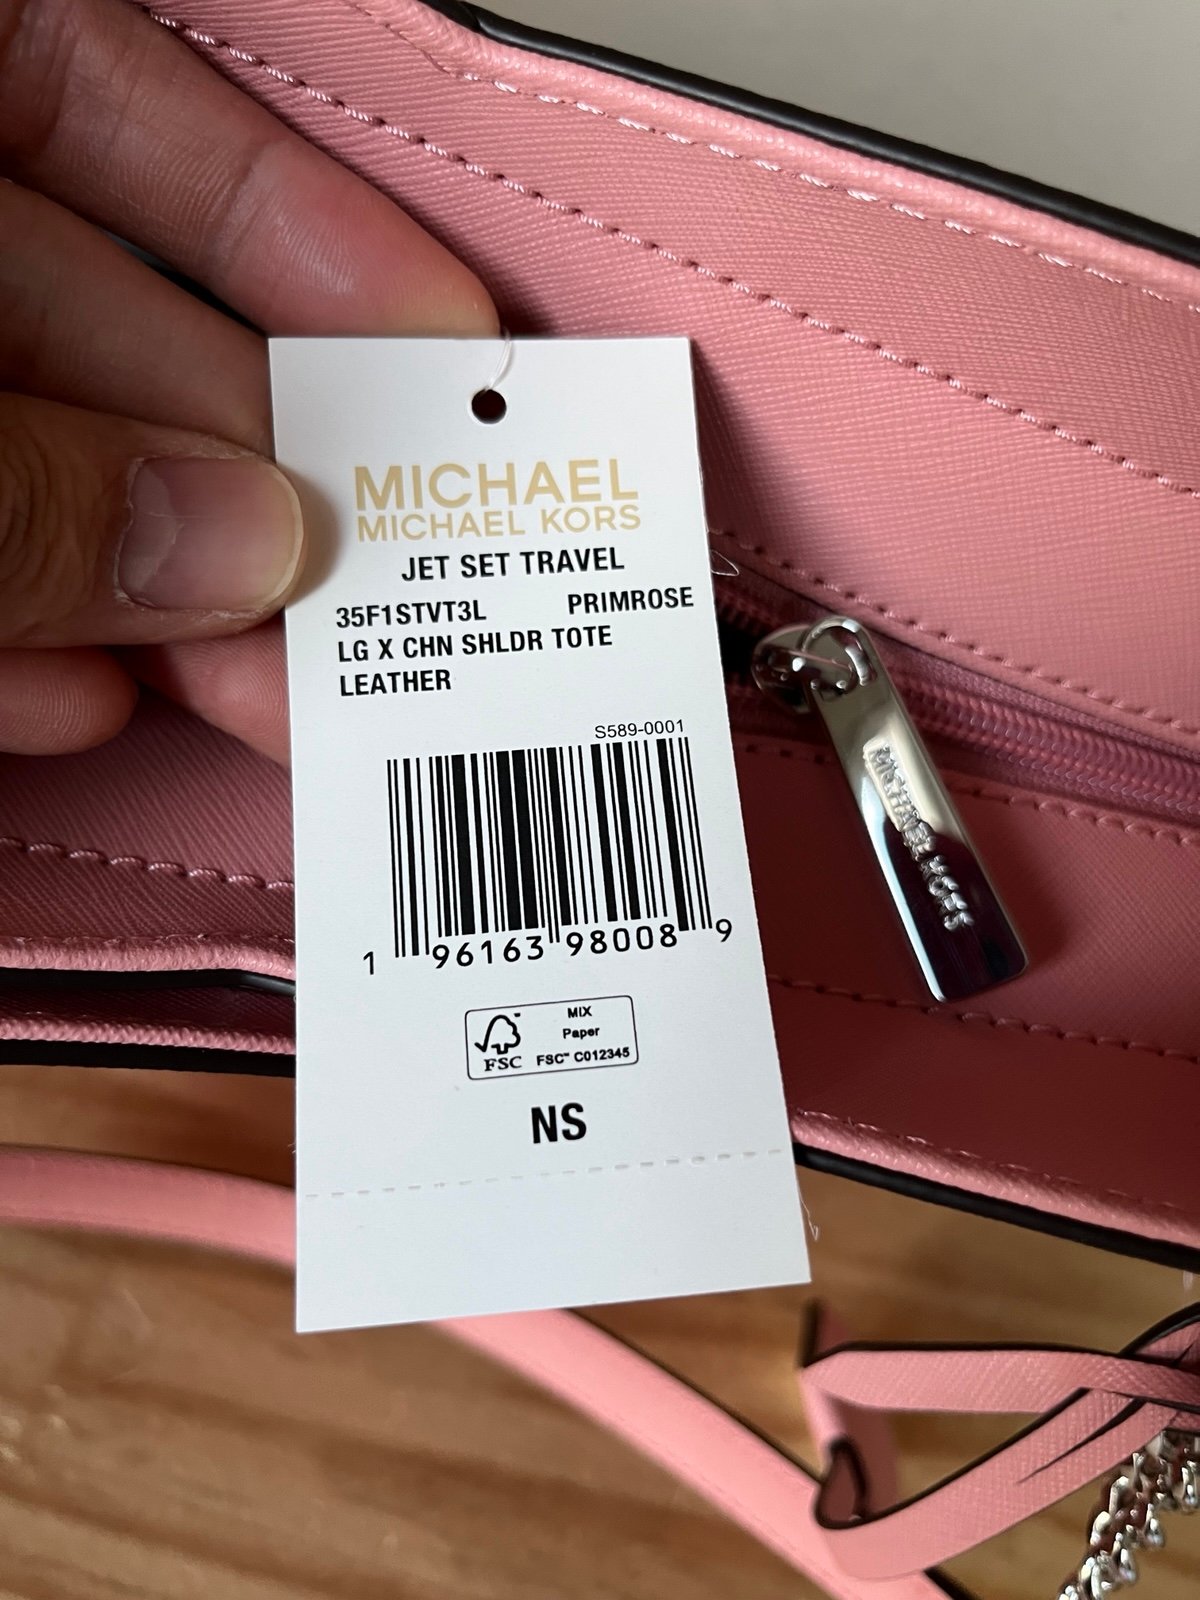 MICHAEL
MICHAEL KORS
JET SET TRAVEL
35F1STVT3L PRIMROSE
LG X CHN SHLDR TOTE
LEATHER
S589-0001
1 96163 98008 9
MIX
Paper
FSC™ C012345
FSC
NS
MICHAEL KORS